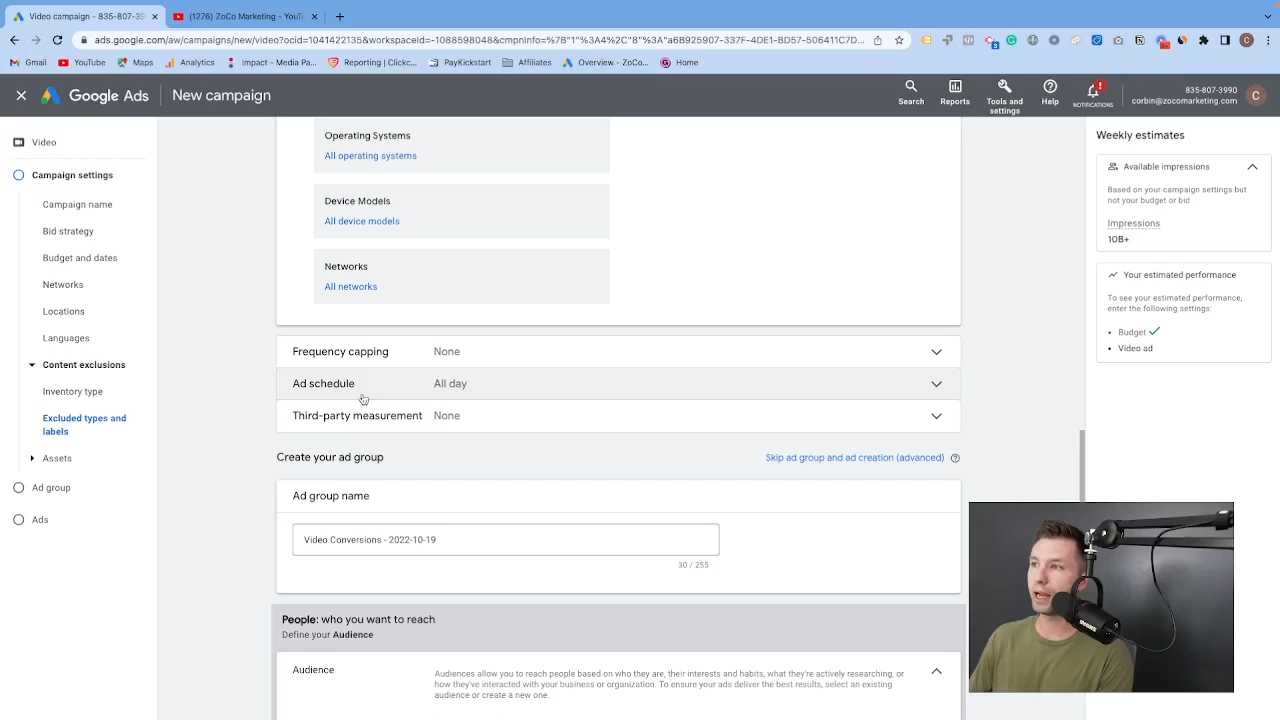 Video campaign - 835-807-39
(1276) ZoCo Marketing - YouT
ads.google.com/aw/campaigns/new/video?ocid=1041422135&workspaceId=-1088598048&cmpnInfo=%7B"1"%3A4%2C"8"%3A"a6B925907-337F-4DE1-BD57-506411C7D...
Gmail
YouTube
Maps
Analytics
Impact - Media Pa...
Reporting | Clickc...
PayKickstart
Affiliates
Overview - ZoCo...
Home
Google Ads
New campaign
Search
Reports
Tools and settings
Help
NOTIFICATIONS
835-807-3990
corbin@zocomarketing.com
C
Video
Campaign settings
Campaign name
Bid strategy
Budget and dates
Networks
Locations
Languages
Content exclusions
Inventory type
Excluded types and
labels
Assets
Ad group
Ads
Operating Systems
All operating systems
Device Models
All device models
Networks
All networks
Frequency capping None
Ad schedule All day
Third-party measurement None
Create your ad group
Skip ad group and ad creation (advanced)
Ad group name
Video Conversions - 2022-10-19
30 / 255
People: who you want to reach
Define your Audience
Audience
Audiences allow you to reach people based on who they are, their interests and habits, what they're actively researching, or
how they've interacted with your business or organization. To ensure your ads deliver the best results, select an existing
audience or create a new one.
Weekly estimates
Available impressions
Based on your campaign settings but
not your budget or bid
Impressions
10B+
Your estimated performance
To see your estimated performance,
enter the following settings:
• Budget
• Video ad